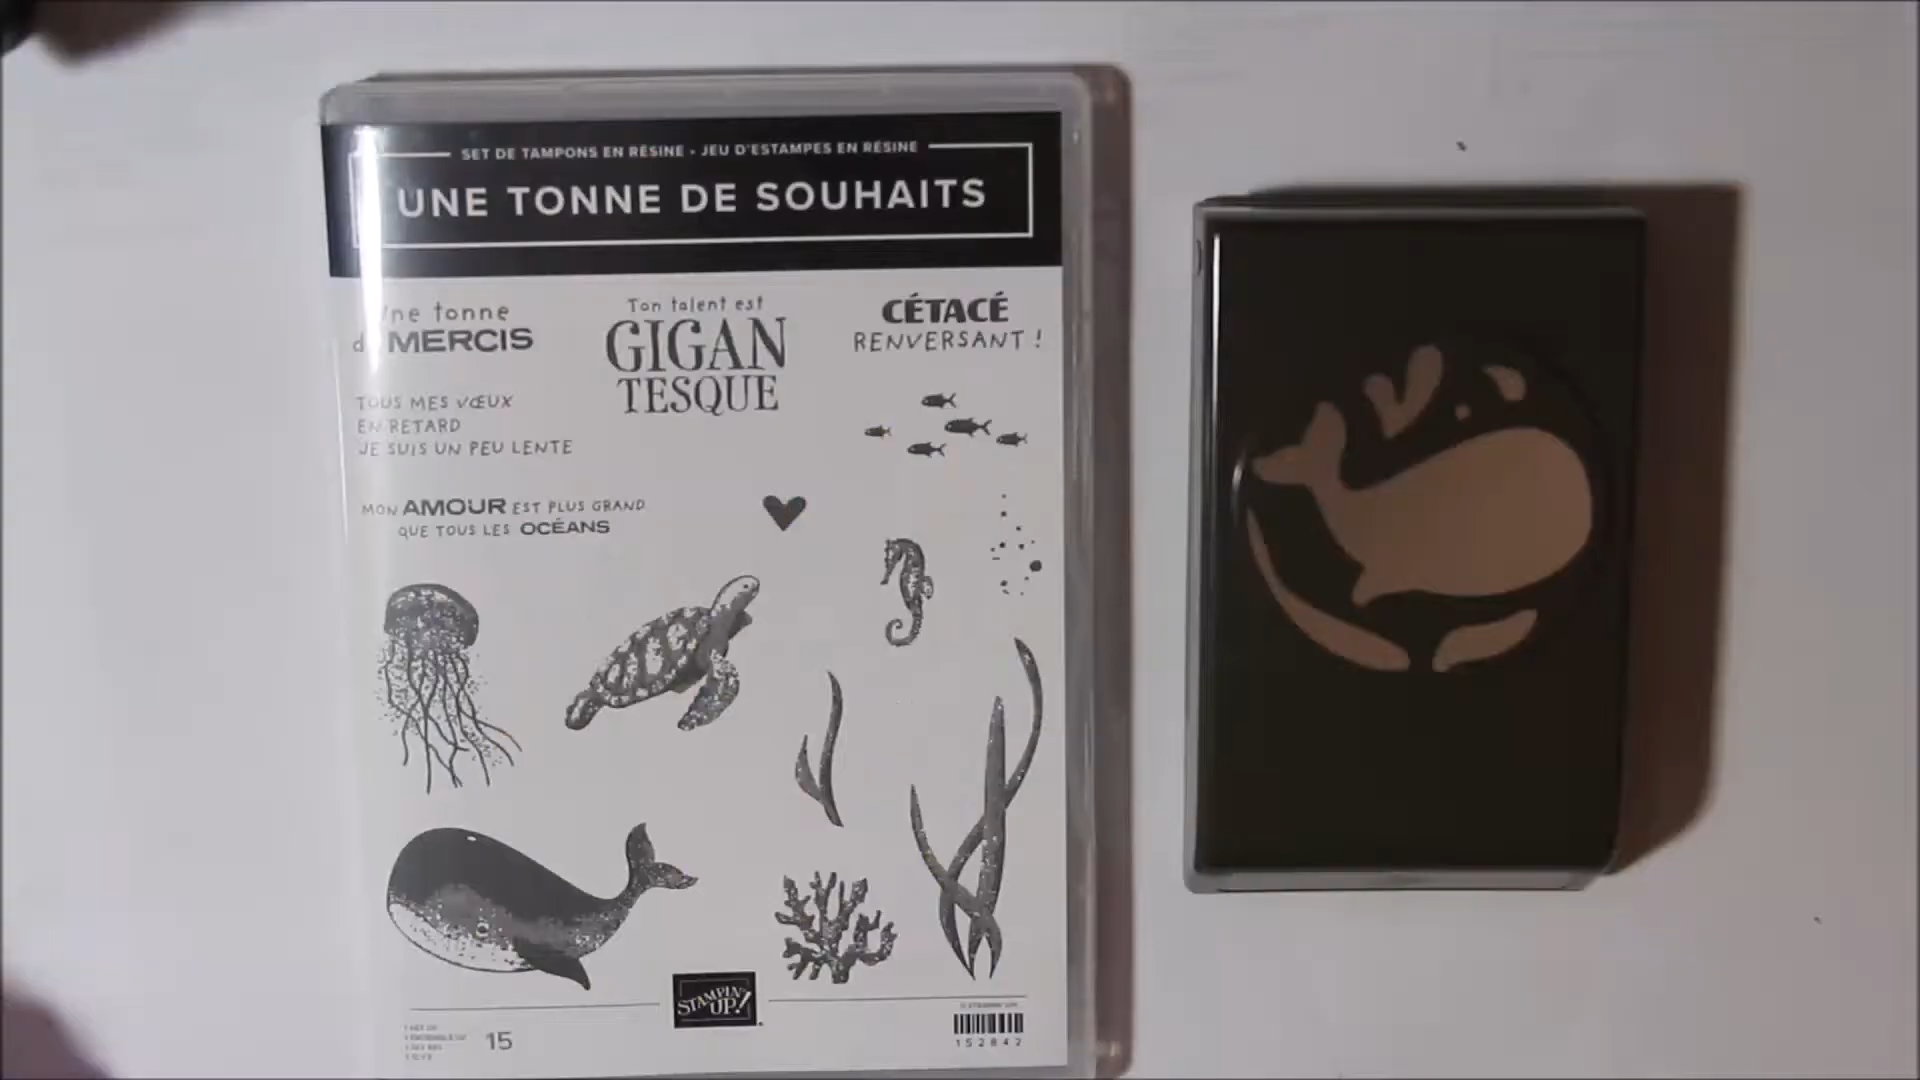 SET DE TAMPONS EN RÉSINE - JEU D'ESTAMPES EN RÉSINE
UNE TONNE DE SOUHAITS
ne tonne
d MERCIS
Ton talent est
GIGAN
TESQUE
CÉTACÉ
RENVERSANT !
TOUS MES VŒUX
EN RETARD
JE SUIS UN PEU LENTE
MON AMOUR EST PLUS GRAND
QUE TOUS LES OCÉANS
STAMPIN'
UP!
15
152842